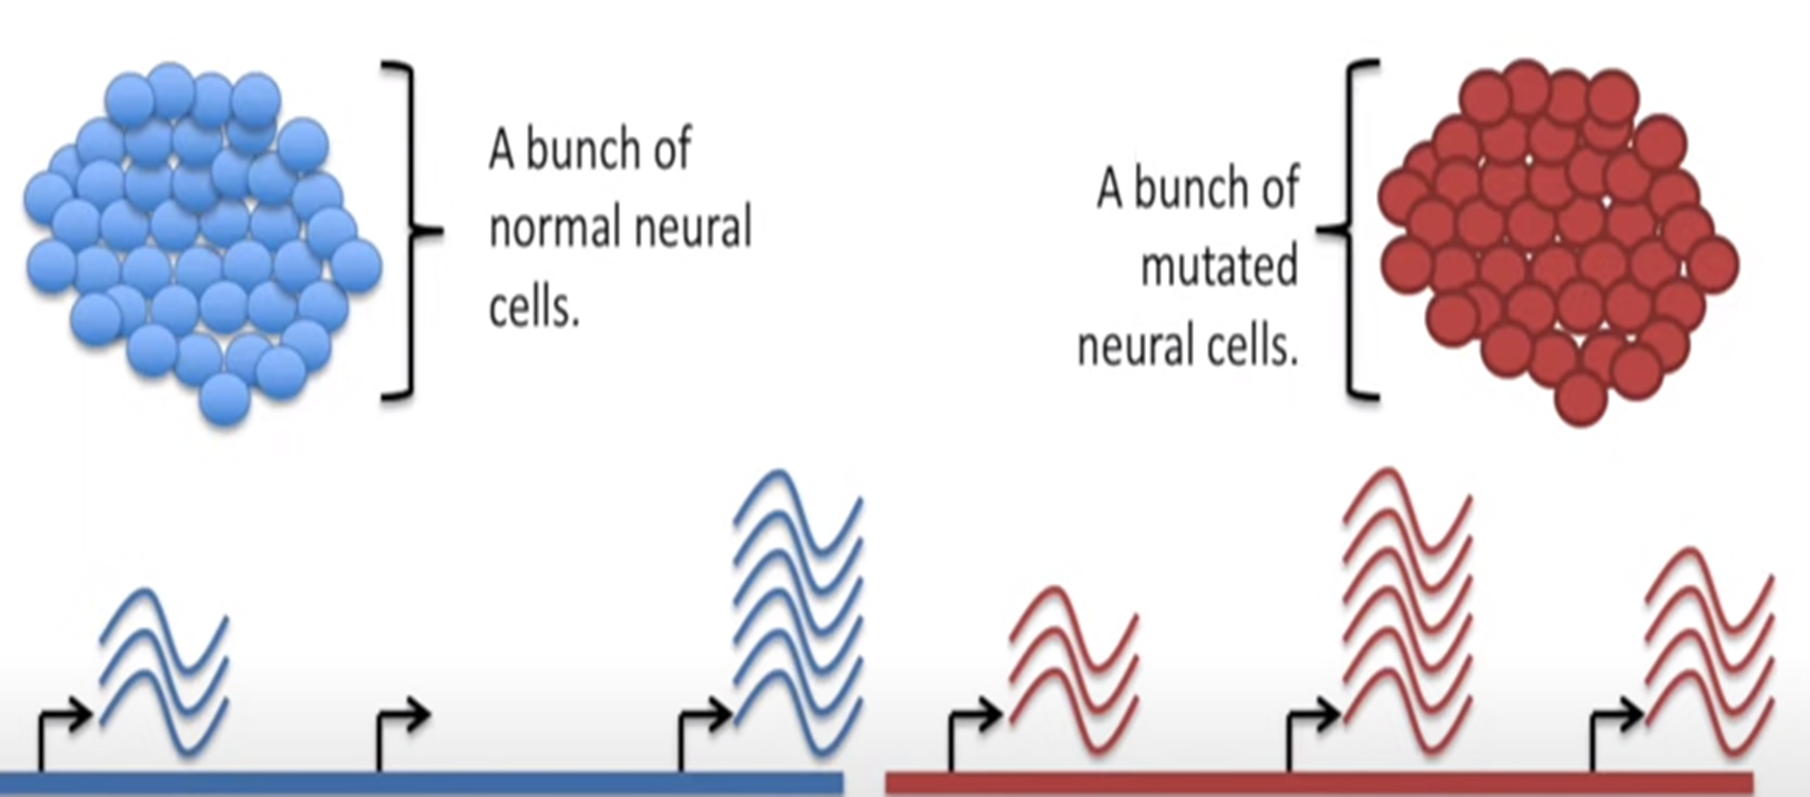 A bunch of
normal neural
cells.
A bunch of
mutated
neural cells.